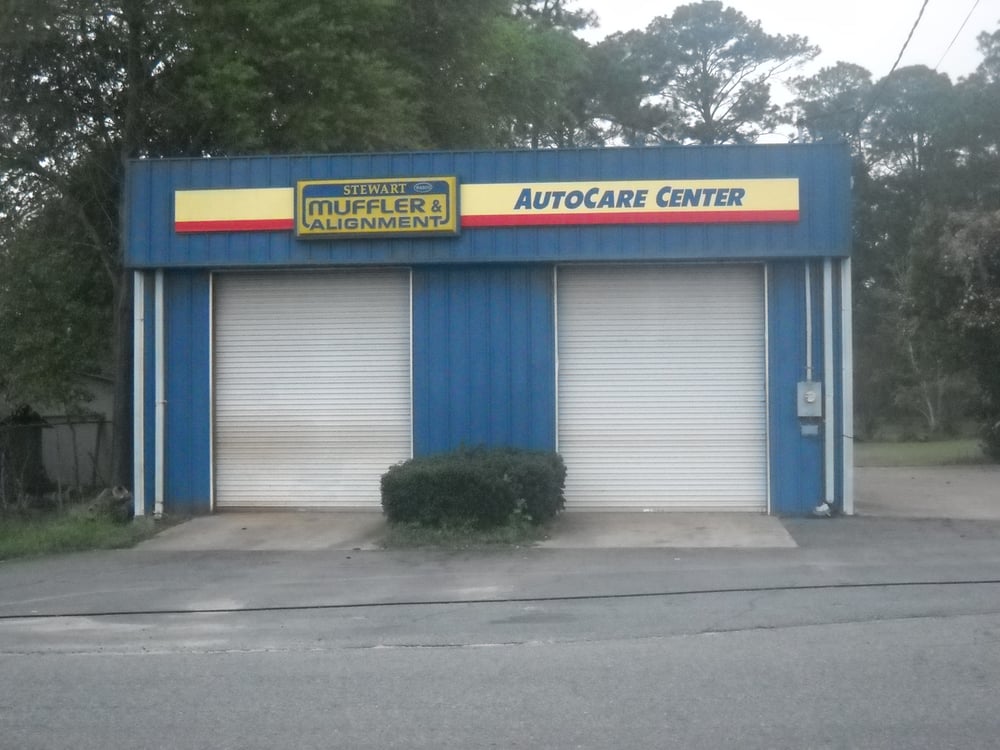 STEWART
MUFFLER &
ALIGNMENT
AUTOCARE CENTER